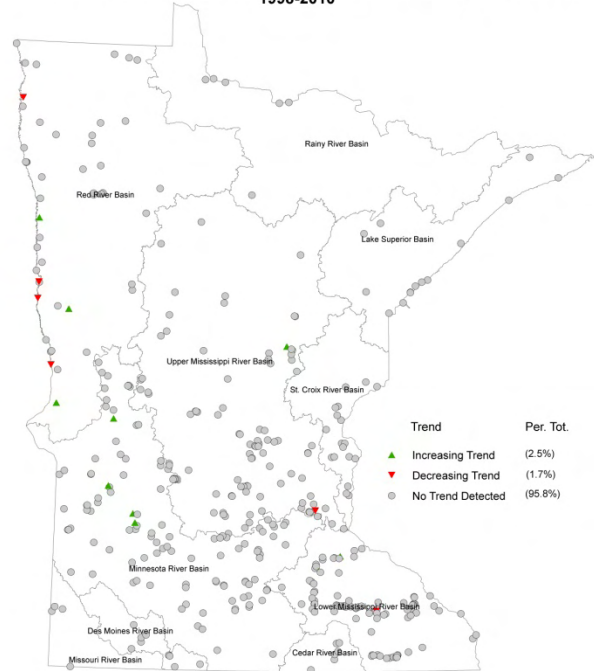 1998-2010
Rainy River Basin
Red River Basin
Lake Superior Basin
Upper Mississippi River Basin
St. Croix River Basin
Trend Per. Tot.
Increasing Trend (2.5%)
Decreasing Trend (1.7%)
No Trend Detected (95.8%)
Minnesota River Basin
Lower Mississippi River Basin
Des Moines River Basin
Cedar River Basin
Missouri River Basin